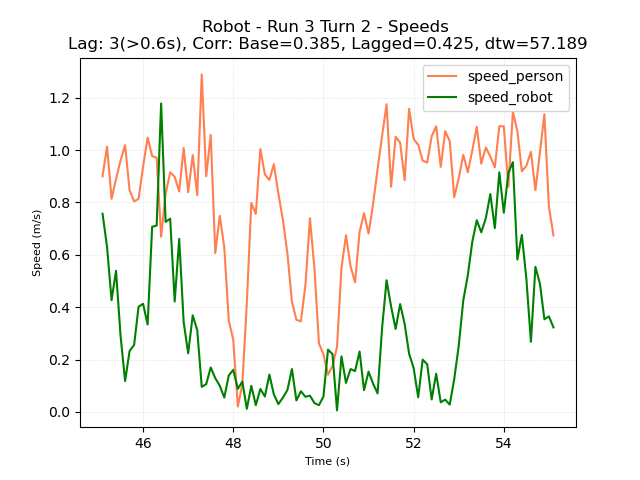 Robot - Run 3 Turn 2 - Speeds
Lag: 3(>0.6s), Corr: Base=0.385, Lagged=0.425, dtw=57.189
speed_person
speed_robot
1.2
1.0
0.8
0.6
0.4
0.2
0.0
Speed (m/s)
46
48
50
52
54
Time (s)